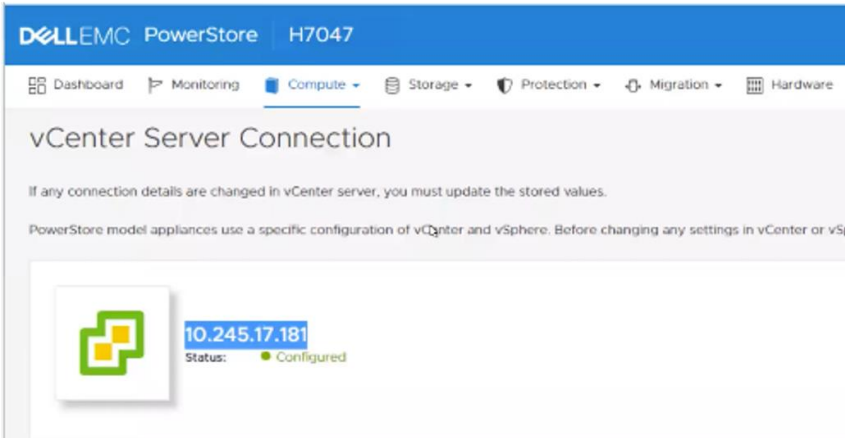 DELLEMC PowerStore H7047
Dashboard Monitoring Compute Storage Protection Migration Hardware
vCenter Server Connection
If any connection details are changed in vCenter server, you must update the stored values.
PowerStore model appliances use a specific configuration of vCenter and vSphere. Before changing any settings in vCenter or vSp
10.245.17.181
Status: Configured